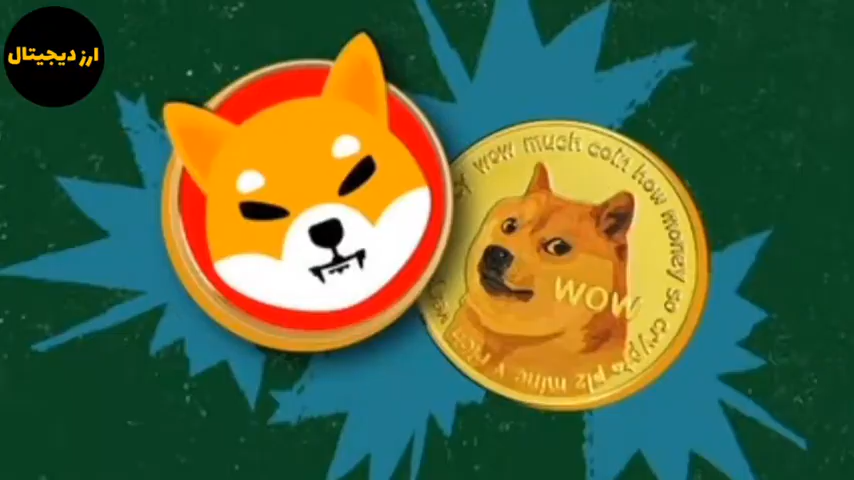 ارز دیجیتال
wow much coin how money so crypto plz mine v rich
wow